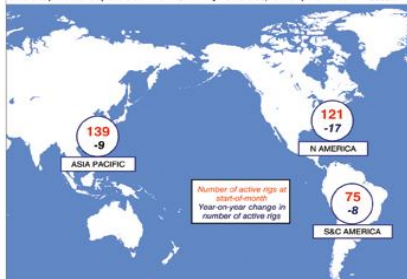 139
-9
ASIA PACIFIC
121
-17
N AMERICA
Number of active rigs at
start-of-month
Year-on-year change in
number of active rigs
75
-8
S&C AMERICA